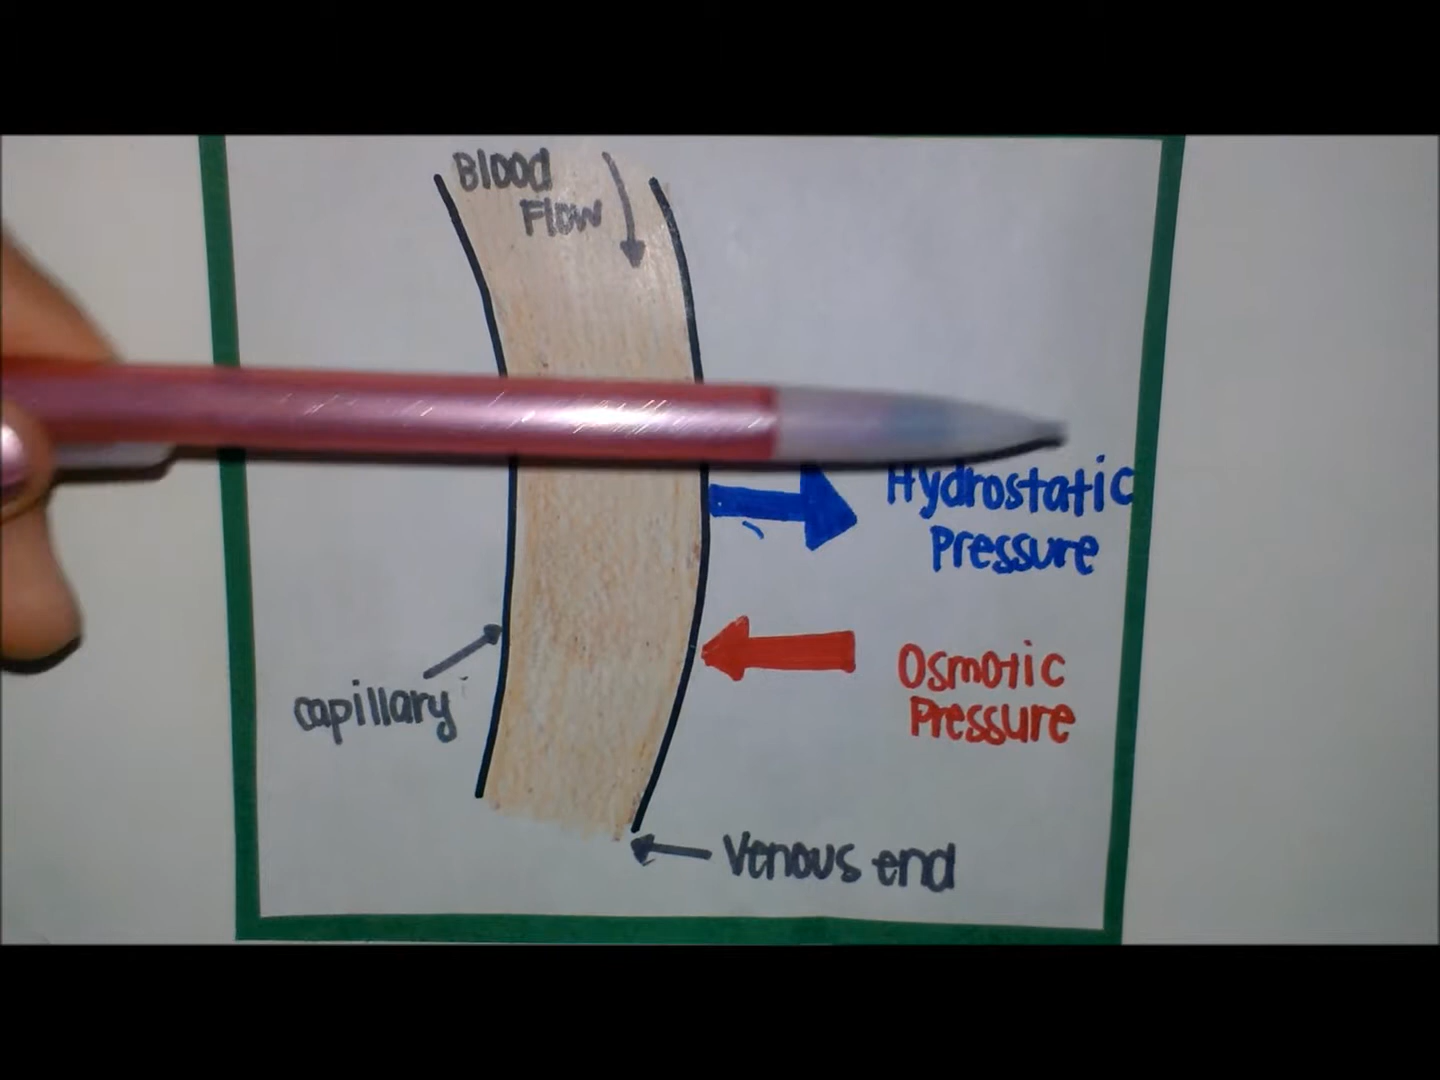 Blood
Flow
Hydrostatic
Pressure
Osmotic
Pressure
capillary
Venous end